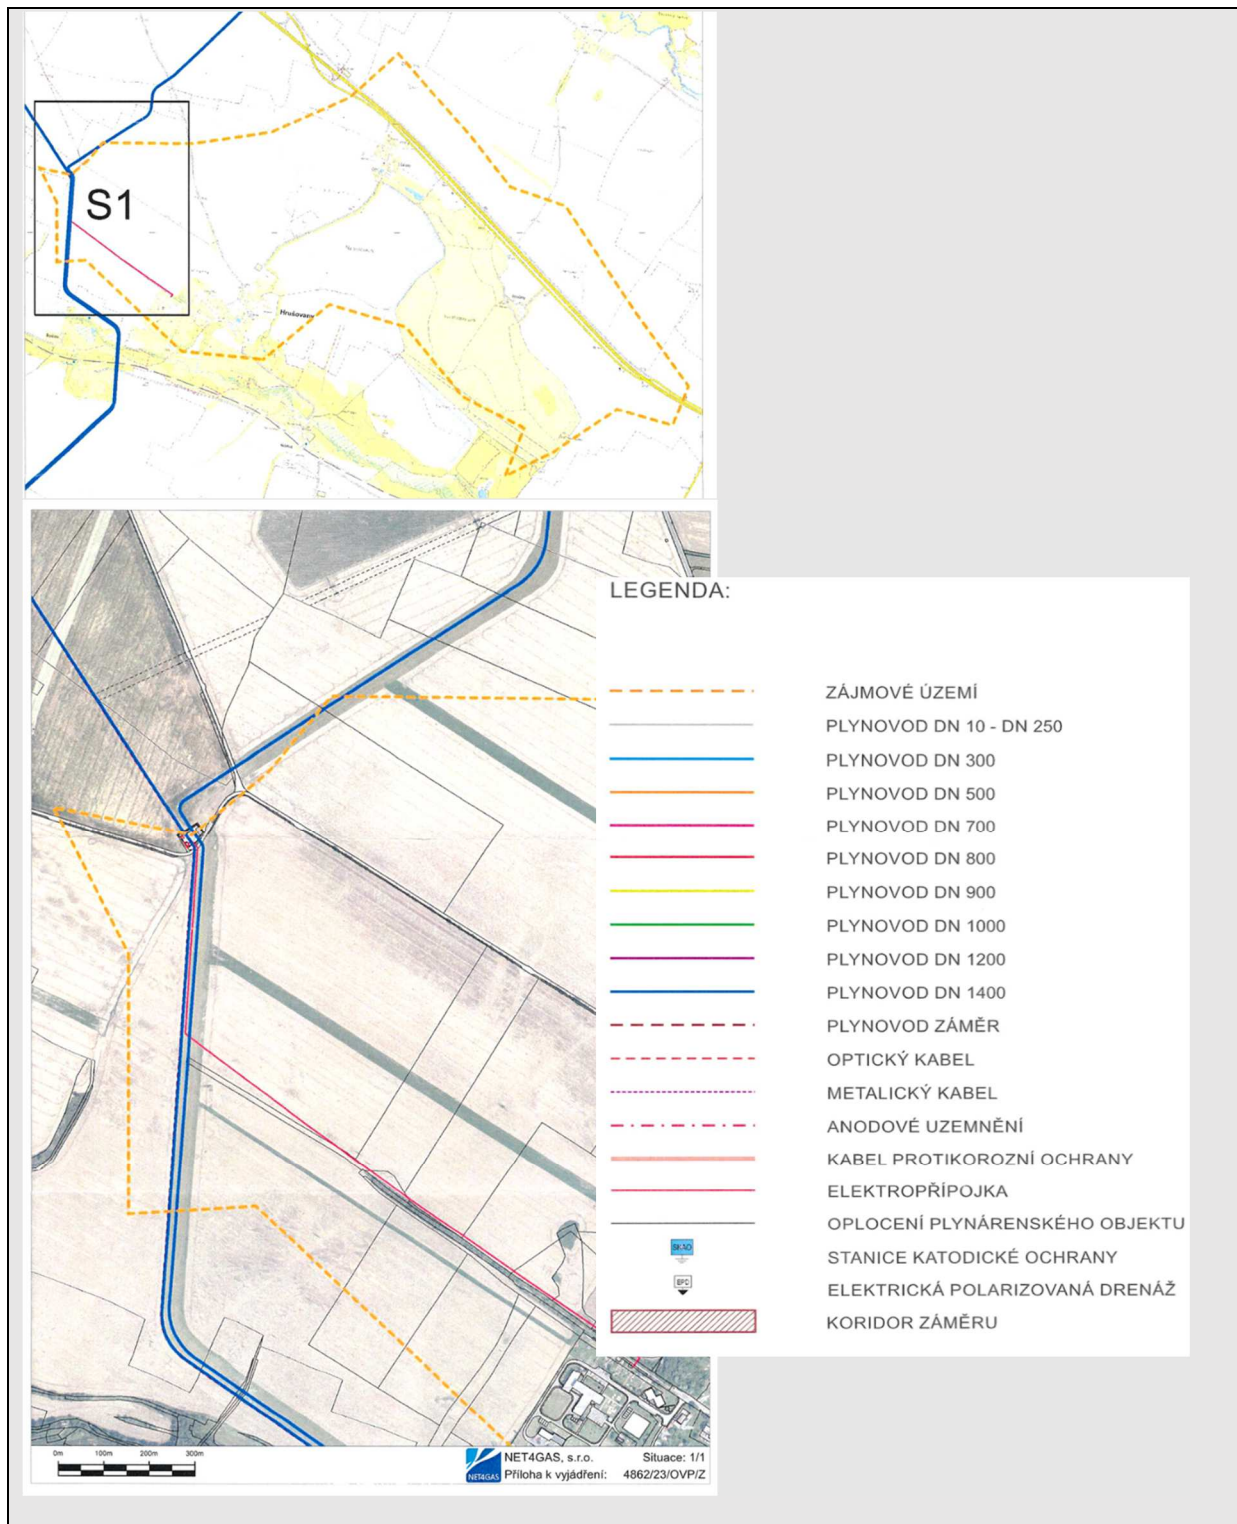 S1
Hrušovany
LEGENDA:
ZÁJMOVÉ ÚZEMÍ
PLYNOVOD DN 10 - DN 250
PLYNOVOD DN 300
PLYNOVOD DN 500
PLYNOVOD DN 700
PLYNOVOD DN 800
PLYNOVOD DN 900
PLYNOVOD DN 1000
PLYNOVOD DN 1200
PLYNOVOD DN 1400
PLYNOVOD ZÁMĚR
OPTICKÝ KABEL
METALICKÝ KABEL
ANODOVÉ UZEMNĚNÍ
KABEL PROTIKOROZNÍ OCHRANY
ELEKTROPŘÍPOJKA
OPLOCENÍ PLYNÁRENSKÉHO OBJEKTU
SKAO
STANICE KATODICKÉ OCHRANY
EPD
ELEKTRICKÁ POLARIZOVANÁ DRENÁŽ
KORIDOR ZÁMĚRU
0m 100m 200m 300m
NET4GAS
NET4GAS, s.r.o. Situace: 1/1
Příloha k vyjádření: 4862/23/OVP/Z